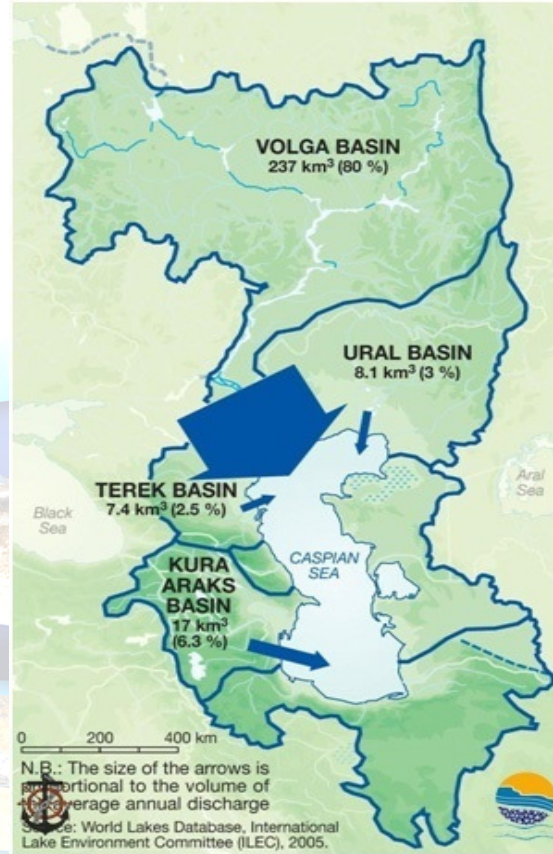 VOLGA BASIN
237 km³ (80 %)
URAL BASIN
8.1 km³ (3 %)
TEREK BASIN
7.4 km³ (2.5 %)
Black
Sea
Aral
Sea
KURA
ARAKS
BASIN
17 km³
(6.3 %)
CASPIAN
SEA
0 200 400 km
N.B.: The size of the arrows is
proportional to the volume of
average annual discharge
Source: World Lakes Database, International
Lake Environment Committee (ILEC), 2005.